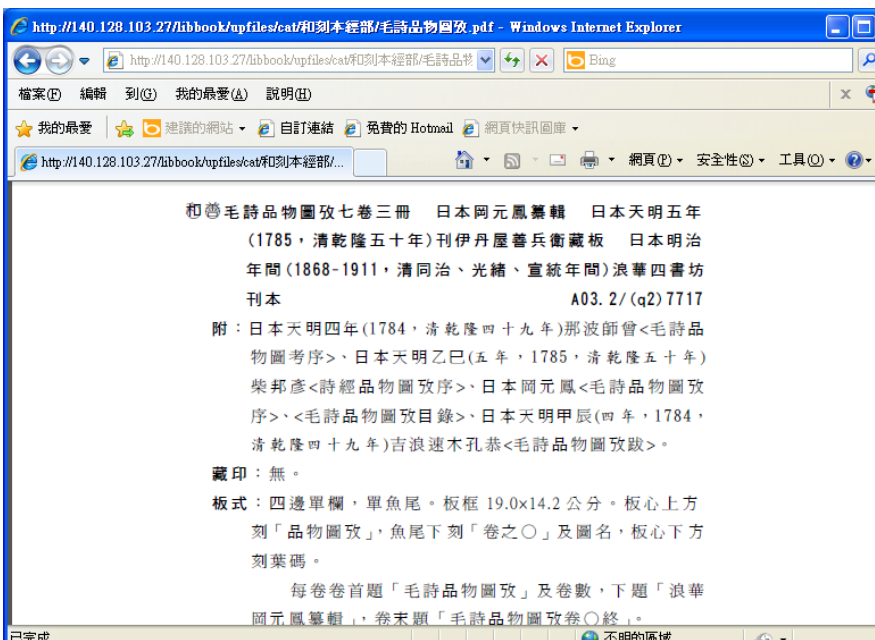 http://140.128.103.27/libbook/upfiles/cat/和刻本經部/毛詩品物圖攷.pdf - Windows Internet Explorer
http://140.128.103.27/libbook/upfiles/cat/和刻本經部/毛詩品物
Bing
檔案(F) 編輯 到(G) 我的最愛(A) 說明(H)
我的最愛 建議的網站 自訂連結 免費的 Hotmail 網頁快訊圖庫
http://140.128.103.27/libbook/upfiles/cat/和刻本經部/... 網頁(P) 安全性(S) 工具(O)
和善毛詩品物圖攷七卷三冊 日本岡元鳳纂輯 日本天明五年
(1785，清乾隆五十年)刊伊丹屋善兵衛藏板 日本明治
年間(1868-1911，清同治、光緒、宣統年間)浪華四書坊
刊本 A03.2/(q2)7717
附：日本天明四年(1784，清乾隆四十九年)那波師曾<毛詩品
物圖考序>、日本天明乙巳(五年，1785，清乾隆五十年)
柴邦彥<詩經品物圖攷序>、日本岡元鳳<毛詩品物圖攷
序>、<毛詩品物圖攷目錄>、日本天明甲辰(四年，1784，
清乾隆四十九年)吉浪速木孔恭<毛詩品物圖攷跋>。
藏印：無。
板式：四邊單欄，單魚尾。板框 19.0×14.2 公分。板心上方
刻「品物圖攷」，魚尾下刻「卷之○」及圖名，板心下方
刻葉碼。
每卷卷首題「毛詩品物圖攷」及卷數，下題「浪華
岡元鳳纂輯」，卷末題「毛詩品物圖攷卷○終」。
已完成 不明的區域